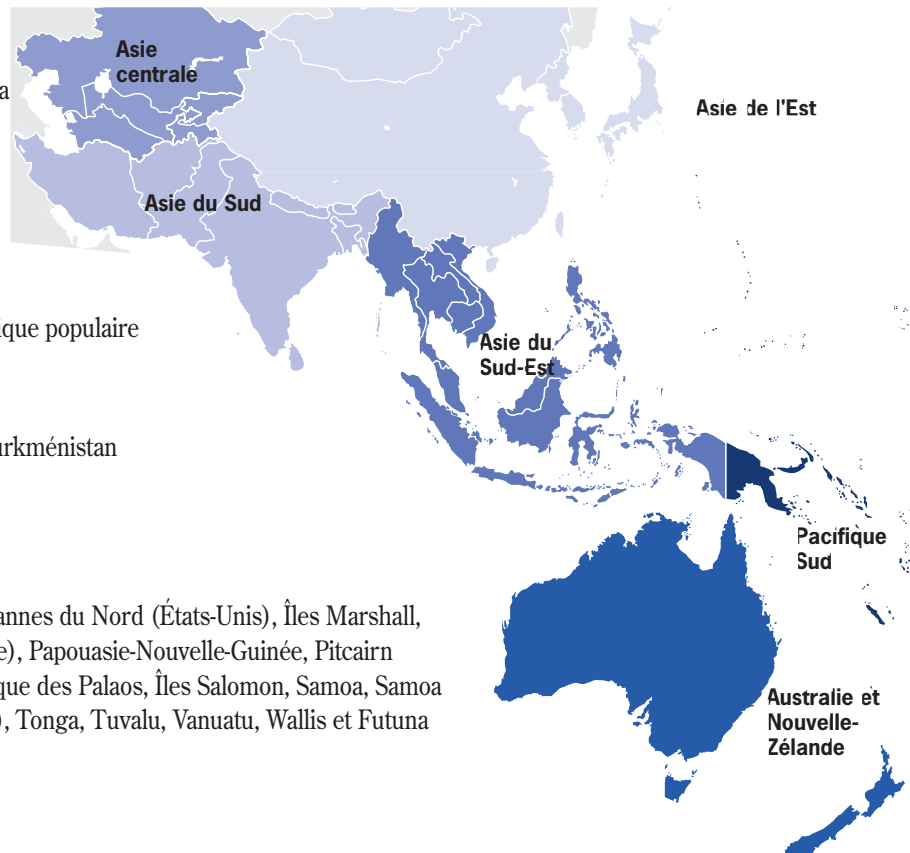 Asie
centrale
a
Asie de l'Est
Asie du Sud
ique populaire
Asie du
Sud-Est
urkménistan
Pacifique
Sud
annes du Nord (États-Unis), Îles Marshall,
e), Papouasie-Nouvelle-Guinée, Pitcairn
que des Palaos, Îles Salomon, Samoa, Samoa
), Tonga, Tuvalu, Vanuatu, Wallis et Futuna
Australie et
Nouvelle-
Zélande